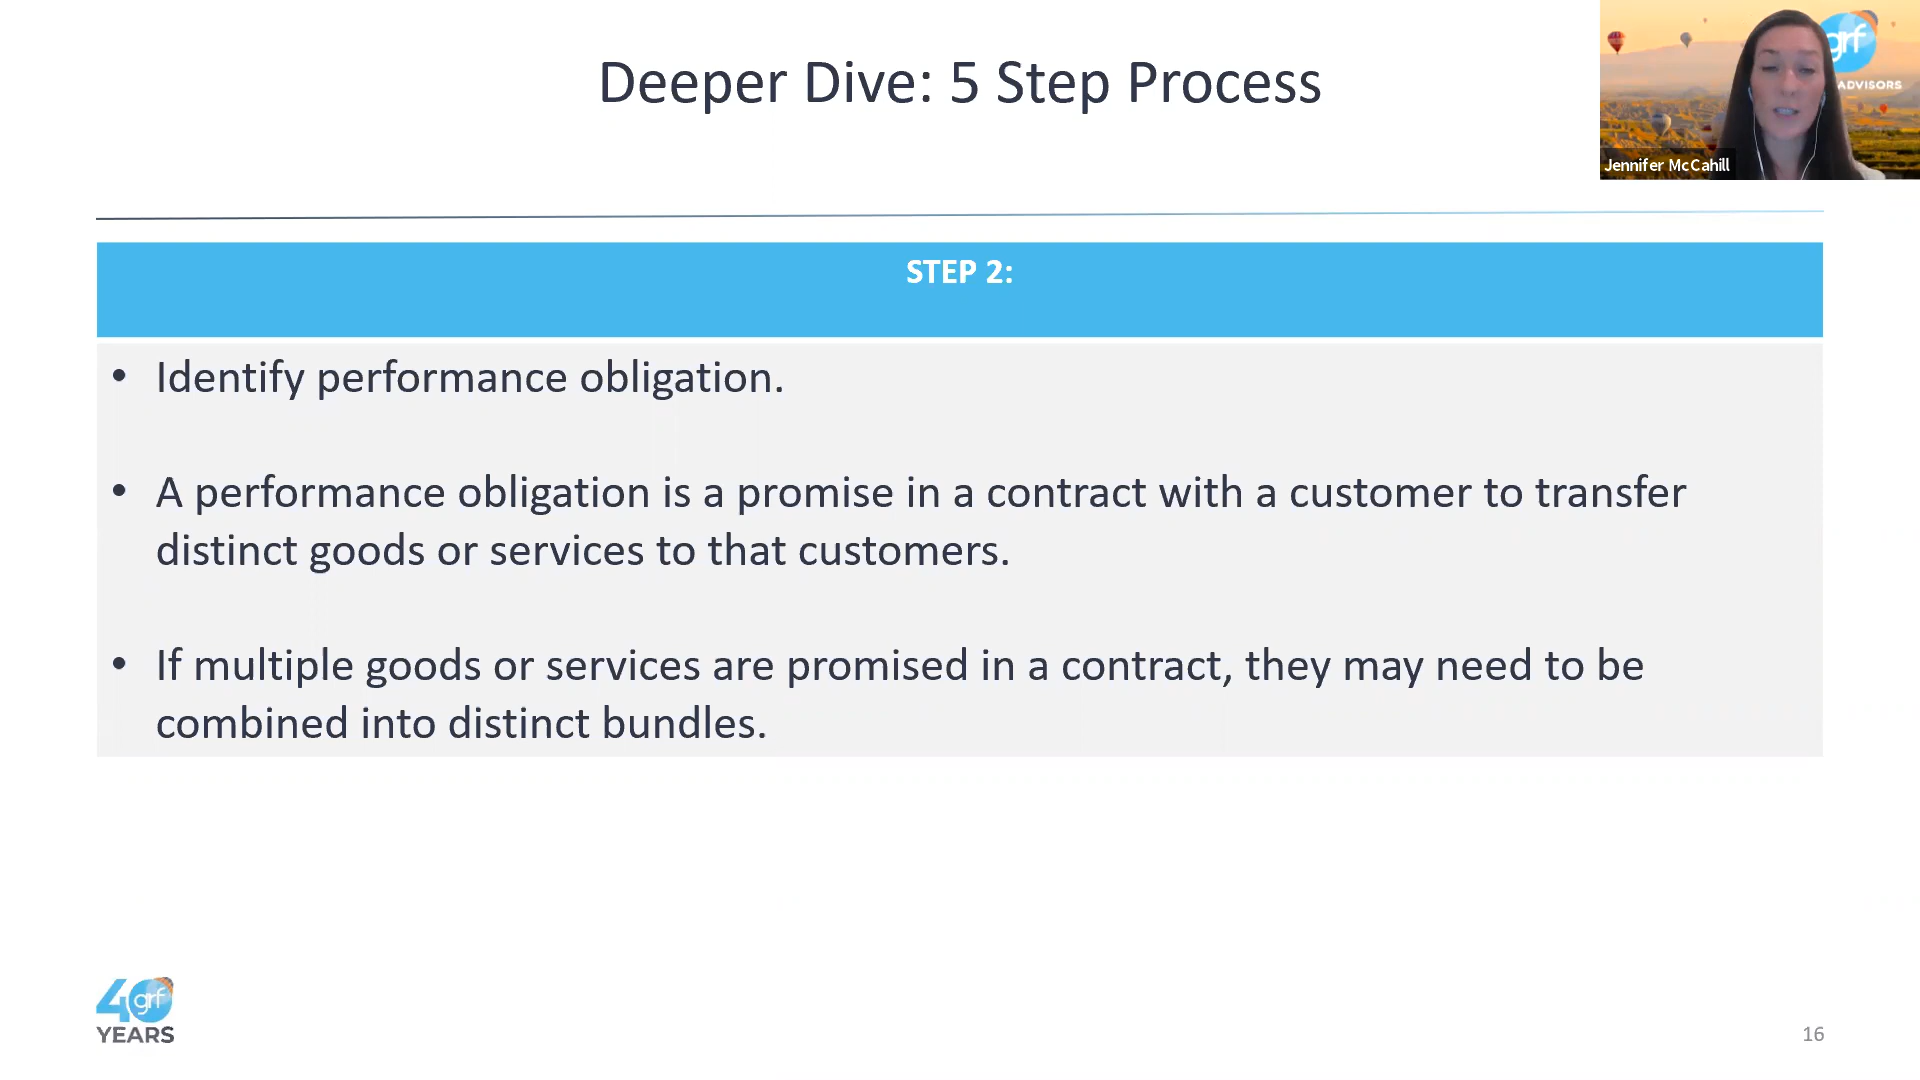 Deeper Dive: 5 Step Process
grf
ADVISORS
Jennifer McCahill
STEP 2:
• Identify performance obligation.
• A performance obligation is a promise in a contract with a customer to transfer
distinct goods or services to that customers.
• If multiple goods or services are promised in a contract, they may need to be
combined into distinct bundles.
40 grf
YEARS
16